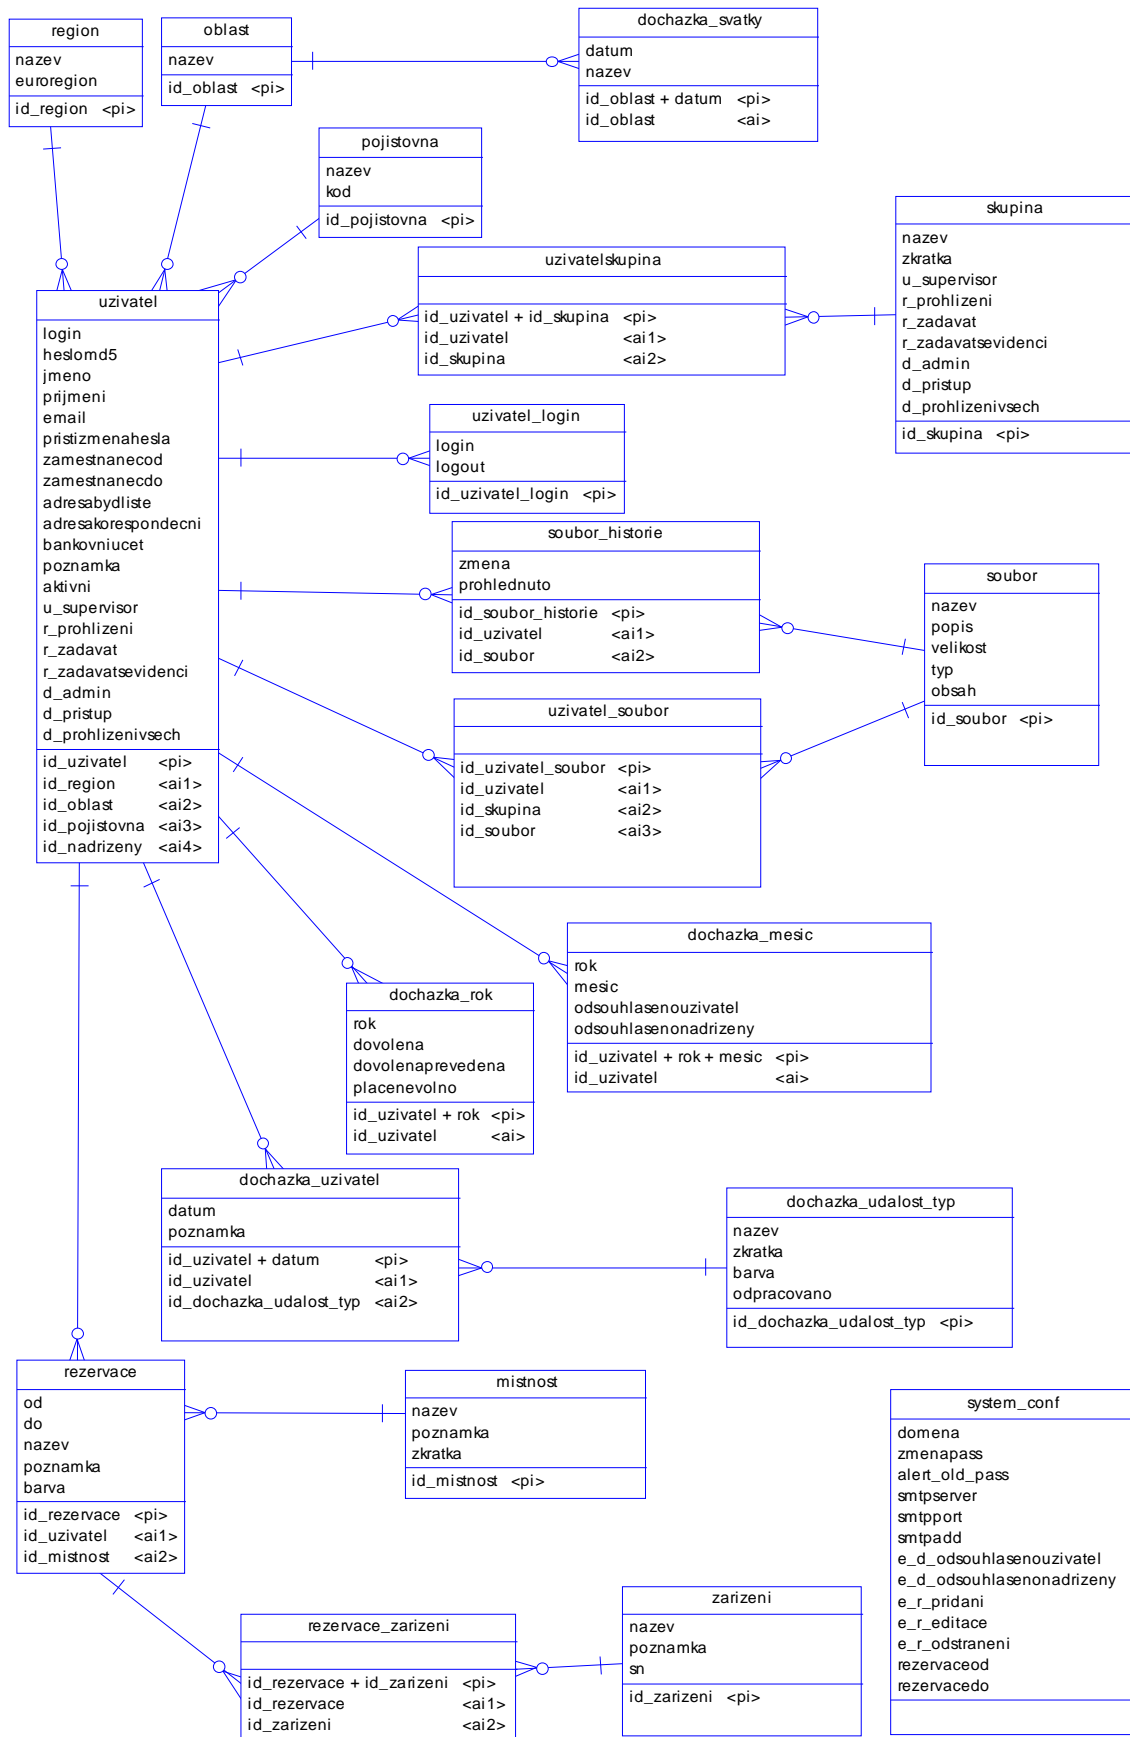 region
nazev
euroregion
id_region <pi>
oblast
nazev
id_oblast <pi>
dochazka_svatky
datum
nazev
id_oblast + datum <pi>
id_oblast <ai>
pojistovna
nazev
kod
id_pojistovna <pi>
skupina
nazev
zkratka
u_supervisor
r_prohlizeni
r_zadavat
r_zadavatsevidenci
d_admin
d_pristup
d_prohlizenivsech
id_skupina <pi>
uzivatelskupina
id_uzivatel + id_skupina <pi>
id_uzivatel <ai1>
id_skupina <ai2>
uzivatel
login
heslomd5
jmeno
prijmeni
email
pristizmenahesla
zamestnanecod
zamestnanecdo
adresabydliste
adresakorespondecni
bankovniucet
poznamka
aktivni
u_supervisor
r_prohlizeni
r_zadavat
r_zadavatsevidenci
d_admin
d_pristup
d_prohlizenivsech
id_uzivatel <pi>
id_region <ai1>
id_oblast <ai2>
id_pojistovna <ai3>
id_nadrizeny <ai4>
uzivatel_login
login
logout
id_uzivatel_login <pi>
soubor_historie
zmena
prohlednuto
id_soubor_historie <pi>
id_uzivatel <ai1>
id_soubor <ai2>
soubor
nazev
popis
velikost
typ
obsah
id_soubor <pi>
uzivatel_soubor
id_uzivatel_soubor <pi>
id_uzivatel <ai1>
id_skupina <ai2>
id_soubor <ai3>
dochazka_mesic
rok
mesic
odsouhlasenouzivatel
odsouhlasenonadrizeny
id_uzivatel + rok + mesic <pi>
id_uzivatel <ai>
dochazka_rok
rok
dovolena
dovolenaprevedena
placenevolno
id_uzivatel + rok <pi>
id_uzivatel <ai>
dochazka_uzivatel
datum
poznamka
id_uzivatel + datum <pi>
id_uzivatel <ai1>
id_dochazka_udalost_typ <ai2>
dochazka_udalost_typ
nazev
zkratka
barva
odpracovano
id_dochazka_udalost_typ <pi>
rezervace
od
do
nazev
poznamka
barva
id_rezervace <pi>
id_uzivatel <ai1>
id_mistnost <ai2>
mistnost
nazev
poznamka
zkratka
id_mistnost <pi>
system_conf
domena
zmenapass
alert_old_pass
smtpserver
smtpport
smtpadd
e_d_odsouhlasenouzivatel
e_d_odsouhlasenonadrizeny
e_r_pridani
e_r_editace
e_r_odstraneni
rezervaceod
rezervacedo
rezervace_zarizeni
id_rezervace + id_zarizeni <pi>
id_rezervace <ai1>
id_zarizeni <ai2>
zarizeni
nazev
poznamka
sn
id_zarizeni <pi>